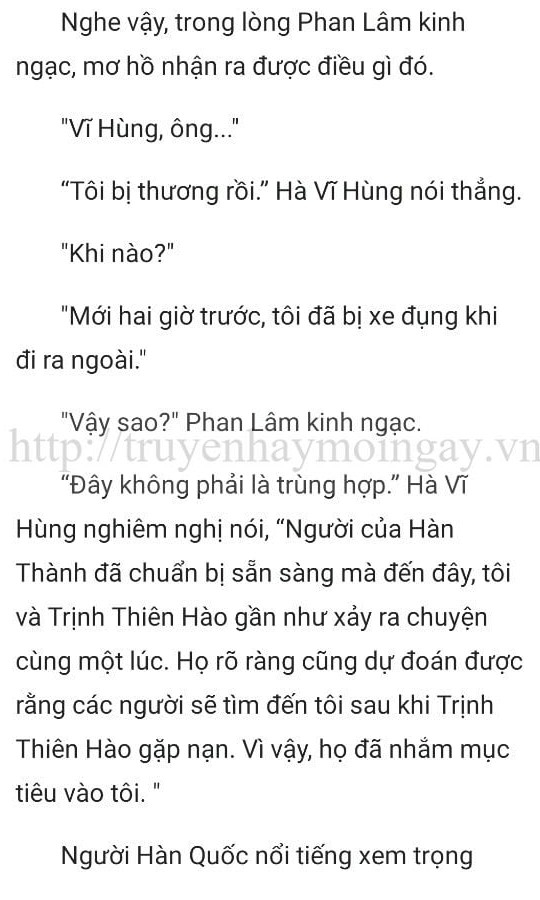 Nghe vậy, trong lòng Phan Lâm kinh
ngạc, mơ hồ nhận ra được điều gì đó.
"Vĩ Hùng, ông..."
“Tôi bị thương rồi.” Hà Vĩ Hùng nói thẳng.
"Khi nào?"
"Mới hai giờ trước, tôi đã bị xe đụng khi
đi ra ngoài."
"Vậy sao?" Phan Lâm kinh ngạc.
http://truyenhaymoingay.vn
“Đây không phải là trùng hợp.” Hà Vĩ
Hùng nghiêm nghị nói, “Người của Hàn
Thành đã chuẩn bị sẵn sàng mà đến đây, tôi
và Trịnh Thiên Hào gần như xảy ra chuyện
cùng một lúc. Họ rõ ràng cũng dự đoán được
rằng các người sẽ tìm đến tôi sau khi Trịnh
Thiên Hào gặp nạn. Vì vậy, họ đã nhắm mục
tiêu vào tôi. "
Người Hàn Quốc nổi tiếng xem trọng